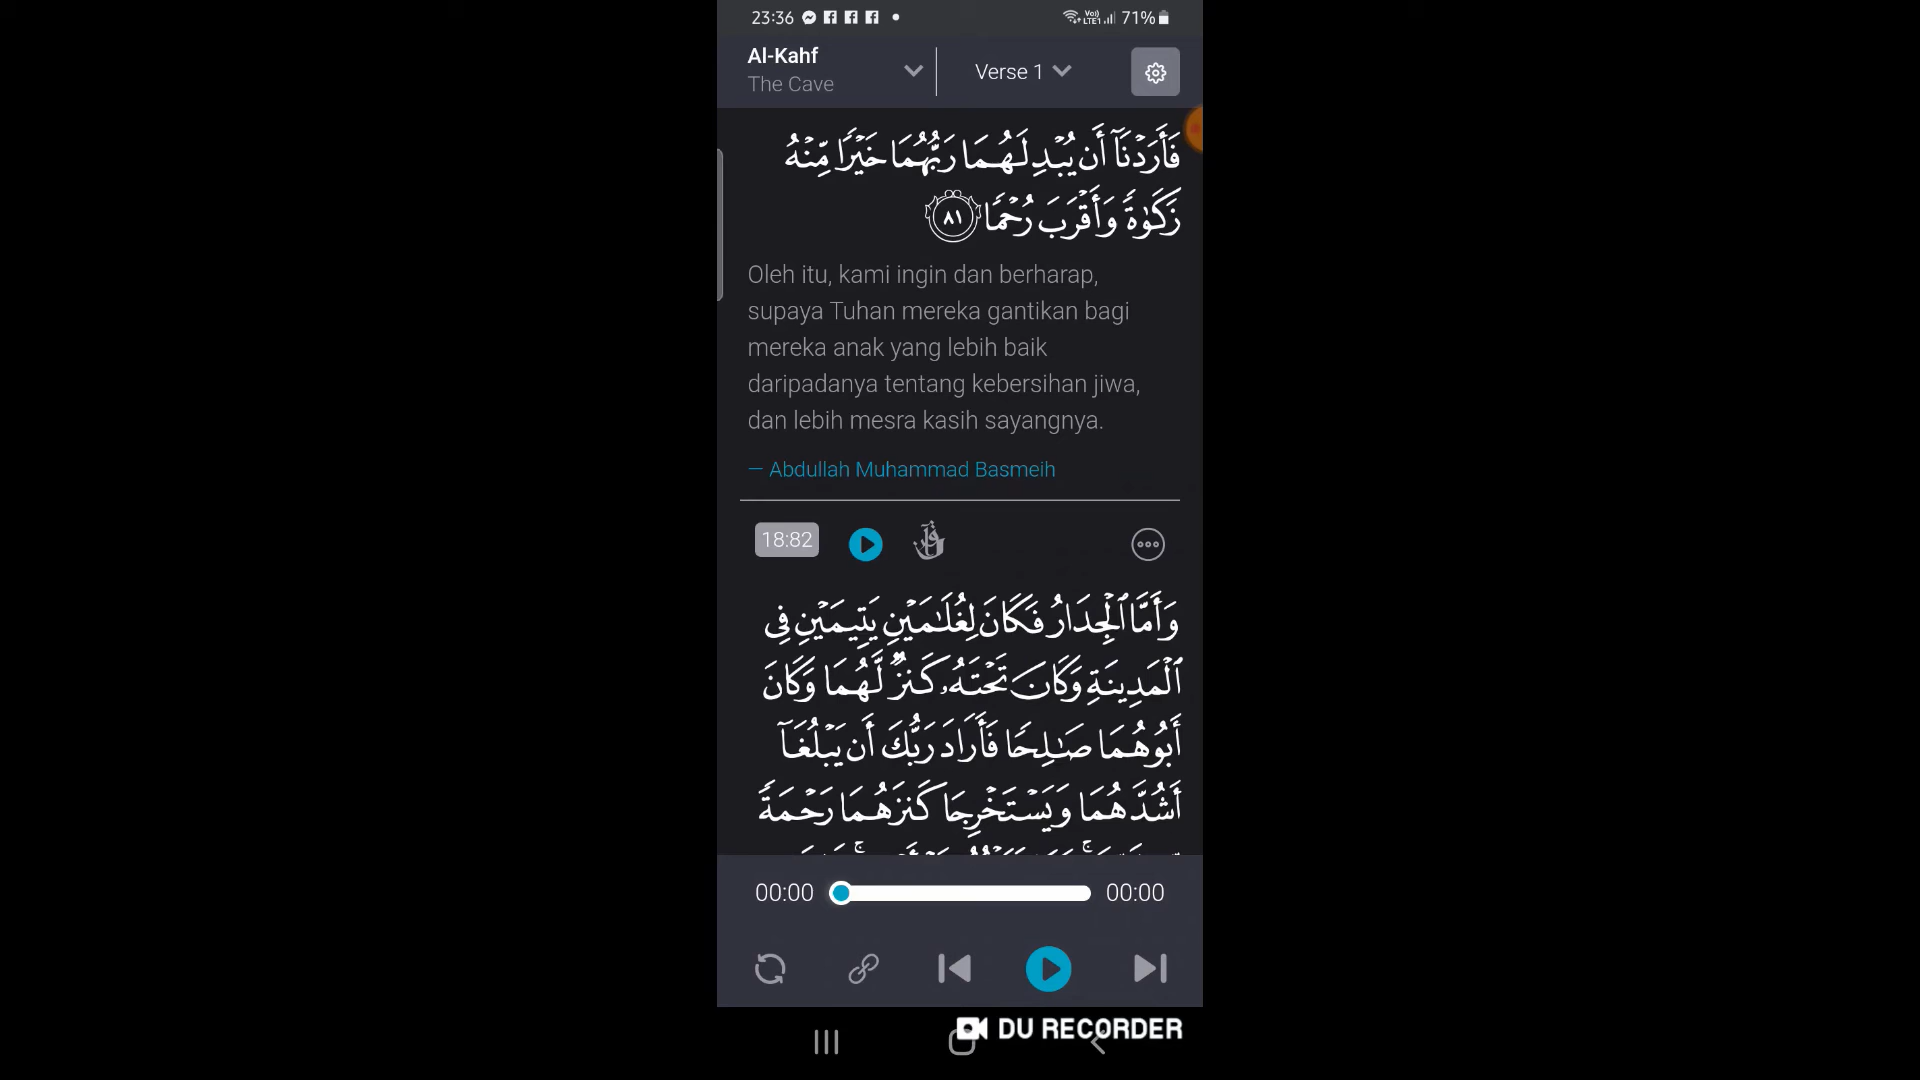 23:36
71%
Al-Kahf
The Cave
Verse 1
فَأَرَدْنَآ أَن يُبْدِلَهُمَا رَبُّهُمَا خَيْرًا مِّنْهُ
زَكَوٰةً وَأَقْرَبَ رُحْمًا ٨١
Oleh itu, kami ingin dan berharap,
supaya Tuhan mereka gantikan bagi
mereka anak yang lebih baik
daripadanya tentang kebersihan jiwa,
dan lebih mesra kasih sayangnya.
— Abdullah Muhammad Basmeih
18:82
وَأَمَّا ٱلْجِدَارُ فَكَانَ لِغُلَـٰمَيْنِ يَتِيمَيْنِ فِى
ٱلْمَدِينَةِ وَكَانَ تَحْتَهُۥ كَنزٌ لَّهُمَا وَكَانَ
أَبُوهُمَا صَـٰلِحًا فَأَرَادَ رَبُّكَ أَن يَبْلُغَآ
أَشُدَّهُمَا وَيَسْتَخْرِجَا كَنزَهُمَا رَحْمَةً
00:00 00:00
DU RECORDER